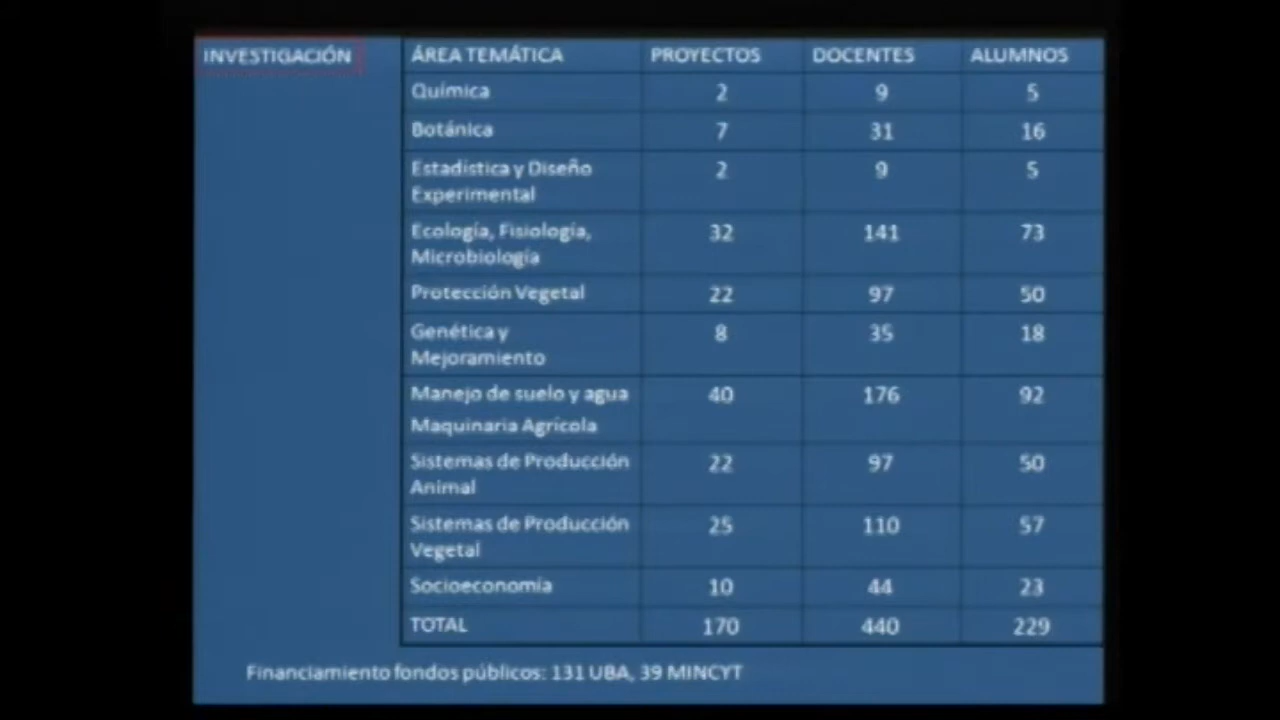 INVESTIGACIÓN ÁREA TEMÁTICA PROYECTOS DOCENTES ALUMNOS
Química 2 9 5
Botánica 7 31 16
Estadística y Diseño 2 9 5
Experimental
Ecología, Fisiología, 32 141 73
Microbiología
Protección Vegetal 22 97 50
Genética y 8 35 18
Mejoramiento
Manejo de suelo y agua 40 176 92
Maquinaria Agrícola
Sistemas de Producción 22 97 50
Animal
Sistemas de Producción 25 110 57
Vegetal
Socioeconomía 10 44 23
TOTAL 170 440 229
Financiamiento fondos públicos: 131 UBA, 39 MINCYT